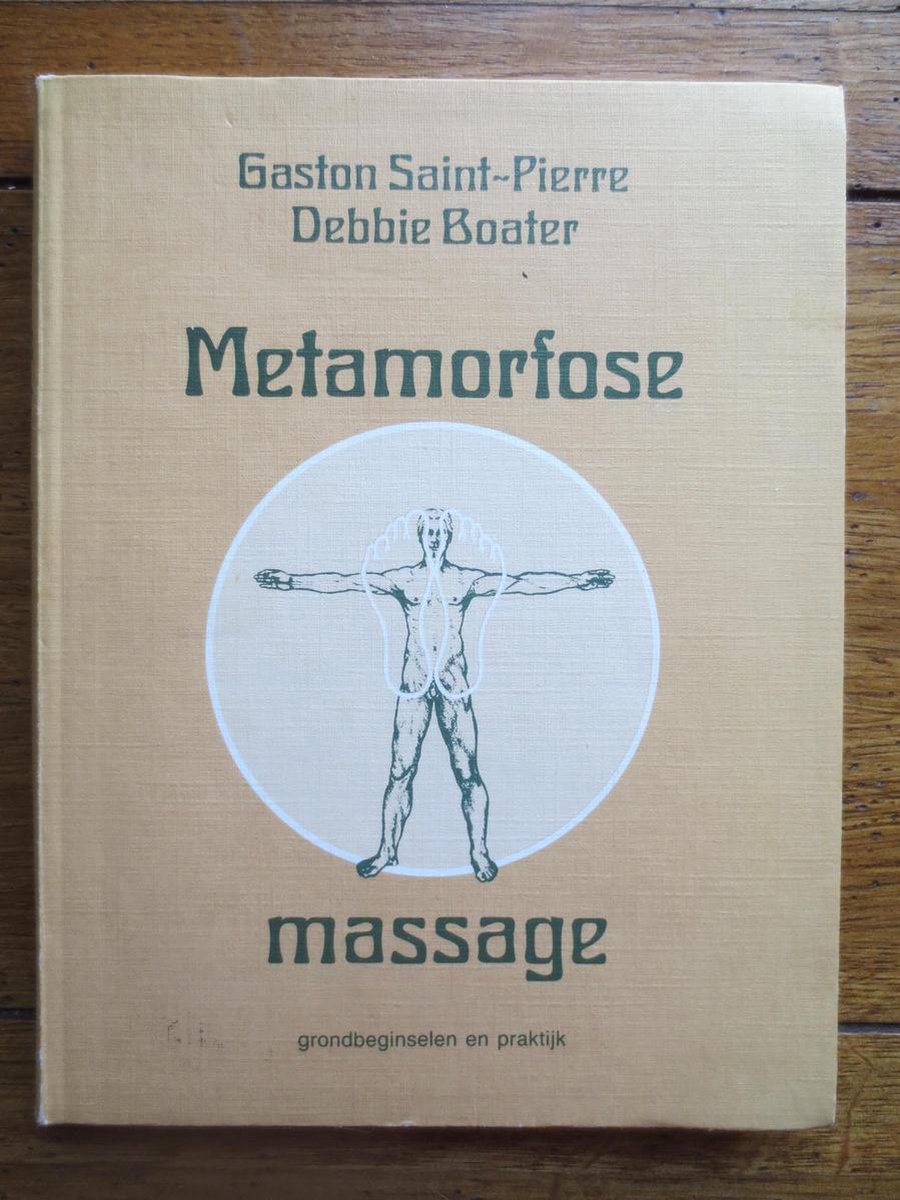 Gaston Saint-Pierre
Debbie Boater
Metamorfose
massage
grondbeginselen en praktijk